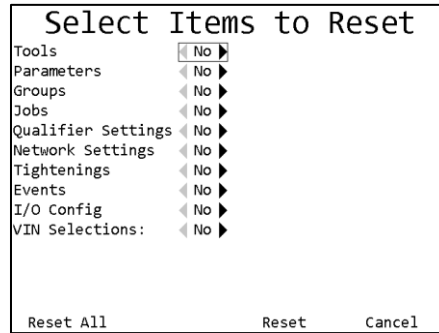 Select Items to Reset
Tools No
Parameters No
Groups No
Jobs No
Qualifier Settings No
Network Settings No
Tightenings No
Events No
I/O Config No
VIN Selections: No
Reset All Reset Cancel